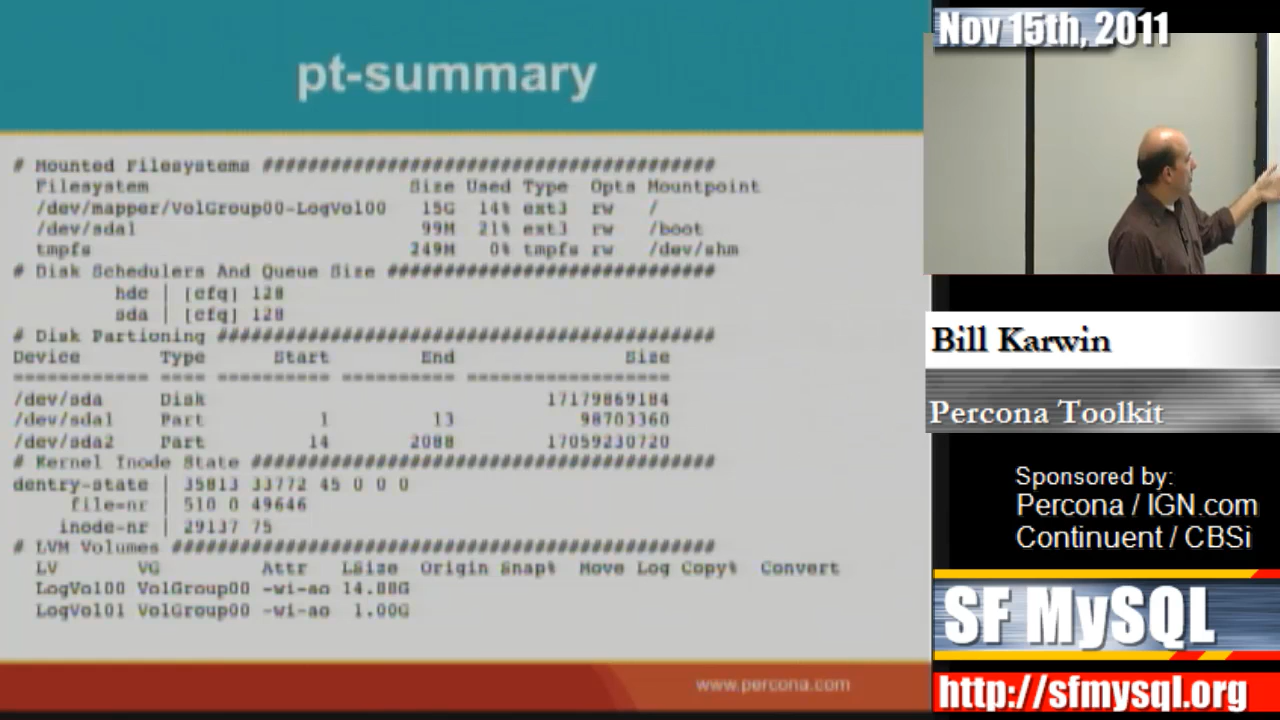 pt-summary
# Mounted Filesystems ########################################
Filesystem Size Used Type Opts Mountpoint
/dev/mapper/VolGroup00-LogVol00 15G 14% ext3 rw /
/dev/sda1 99M 21% ext3 rw /boot
tmpfs 249M 0% tmpfs rw /dev/shm
# Disk Schedulers And Queue Size #############################
hdc | [cfq] 128
sda | [cfq] 128
# Disk Partioning ############################################
Device Type Start End Size
============ ==== ========== ========== ==================
/dev/sda Disk 17179869184
/dev/sda1 Part 1 13 98703360
/dev/sda2 Part 14 2088 17059230720
# Kernel Inode State #########################################
dentry-state | 35813 33772 45 0 0 0
file-nr | 510 0 49646
inode-nr | 29137 75
# LVM Volumes ################################################
LV VG Attr LSize Origin Snap% Move Log Copy% Convert
LogVol00 VolGroup00 -wi-ao 14.88G
LogVol01 VolGroup00 -wi-ao 1.00G
www.percona.com
Nov 15th, 2011
Bill Karwin
Percona Toolkit
Sponsored by:
Percona / IGN.com
Continuent / CBSi
SF MySQL
http://sfmysql.org